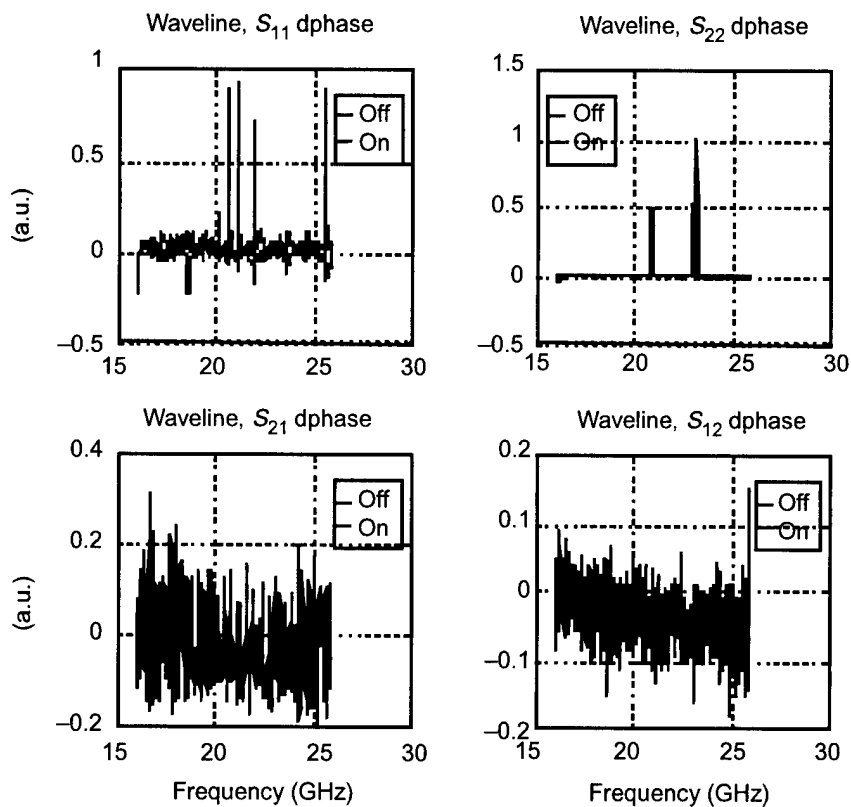 Waveline, S11 dphase
1
0.5
0
–0.5
(a.u.)
Off
On
15 20 25 30
Waveline, S22 dphase
1.5
1
0.5
0
–0.5
Off
On
15 20 25 30
Waveline, S21 dphase
0.4
0.2
0
–0.2
(a.u.)
Off
On
15 20 25 30
Frequency (GHz)
Waveline, S12 dphase
0.2
0.1
0
–0.1
–0.2
Off
On
15 20 25 30
Frequency (GHz)